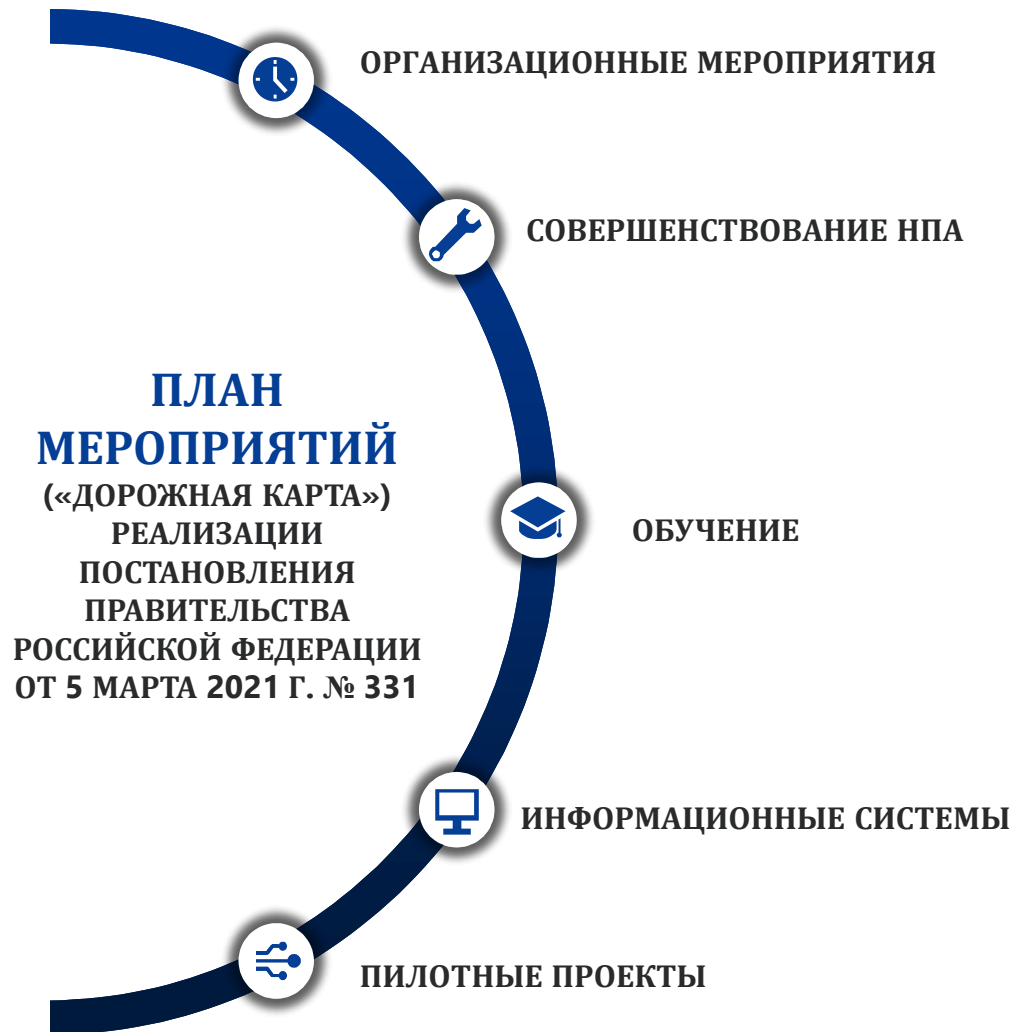 ОРГАНИЗАЦИОННЫЕ МЕРОПРИЯТИЯ
СОВЕРШЕНСТВОВАНИЕ НПА
ПЛАН
МЕРОПРИЯТИЙ
(«ДОРОЖНАЯ КАРТА»)
РЕАЛИЗАЦИИ
ПОСТАНОВЛЕНИЯ
ПРАВИТЕЛЬСТВА
РОССИЙСКОЙ ФЕДЕРАЦИИ
ОТ 5 МАРТА 2021 Г. № 331
ОБУЧЕНИЕ
ИНФОРМАЦИОННЫЕ СИСТЕМЫ
ПИЛОТНЫЕ ПРОЕКТЫ